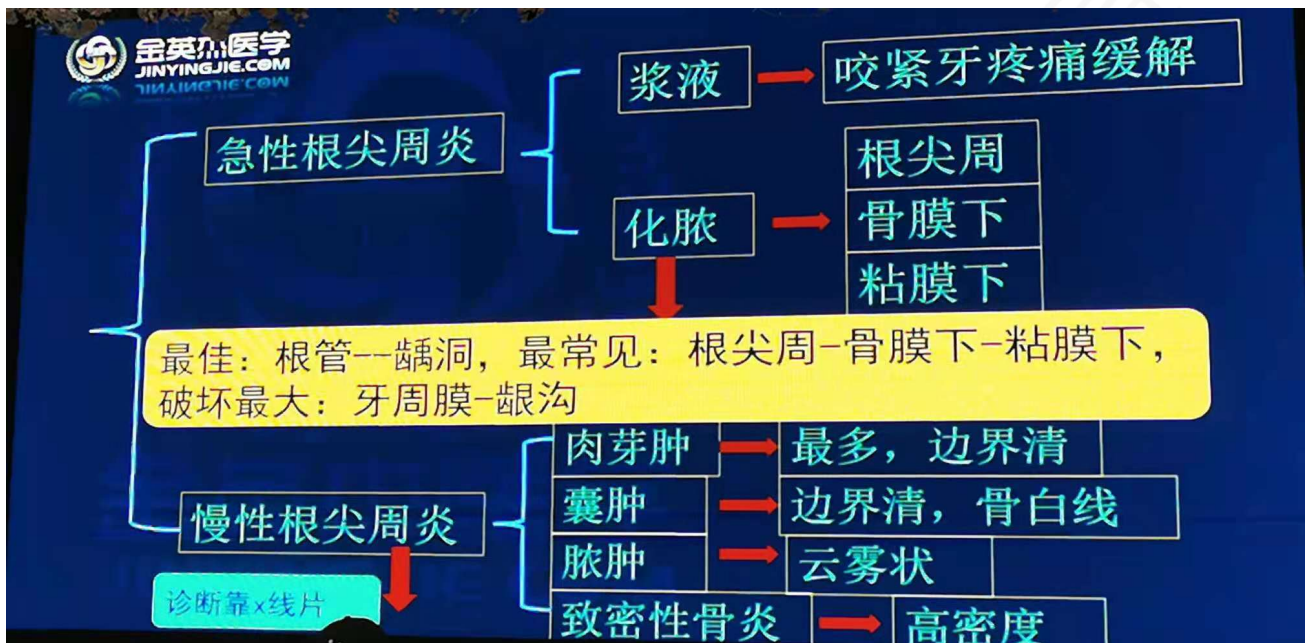 金英杰医学
JINYINGJIE.COM
浆液
咬紧牙疼痛缓解
急性根尖周炎
化脓
根尖周
骨膜下
粘膜下
最佳：根管--龋洞，最常见：根尖周-骨膜下-粘膜下，
破坏最大：牙周膜-龈沟
肉芽肿
最多，边界清
慢性根尖周炎
囊肿
边界清，骨白线
脓肿
云雾状
诊断靠x线片
致密性骨炎
高密度